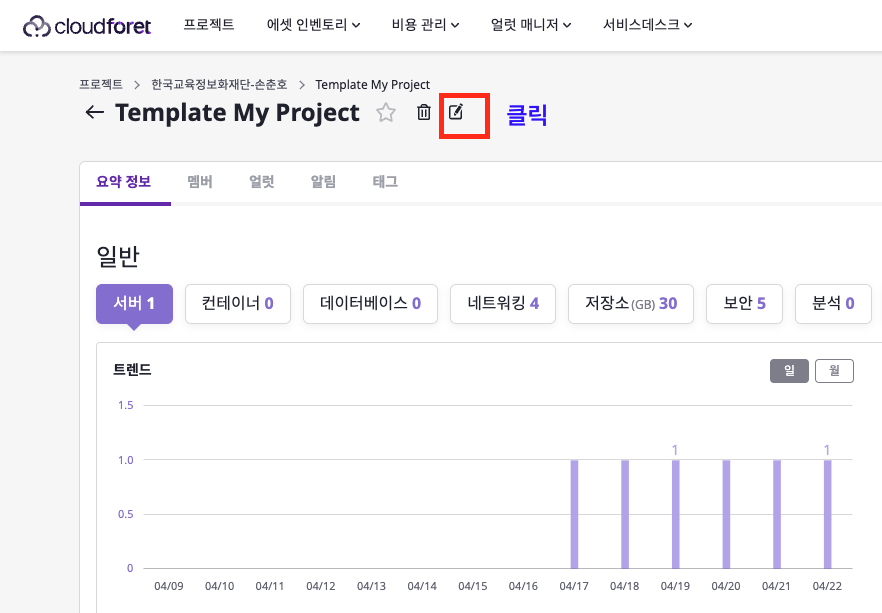 cloudforet 프로젝트 에셋 인벤토리 비용 관리 얼럿 매니저 서비스데스크
프로젝트 > 한국교육정보화재단-손춘호 > Template My Project
← Template My Project 클릭
요약 정보 멤버 얼럿 알림 태그
일반
서버 1 컨테이너 0 데이터베이스 0 네트워킹 4 저장소(GB) 30 보안 5 분석 0
트렌드 일 월
1.5
1 1
1.0
0.5
0
04/09 04/10 04/11 04/12 04/13 04/14 04/15 04/16 04/17 04/18 04/19 04/20 04/21 04/22